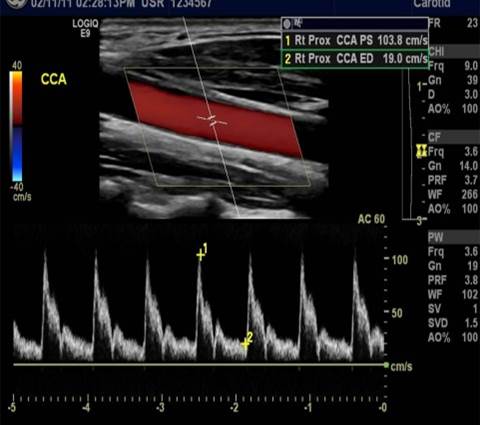 02/11/11 02:28:13PM USR 1234567 Carotid
LOGIQ
E9
1 Rt Prox CCA PS 103.8 cm/s
2 Rt Prox CCA ED 19.0 cm/s
CCA
40
-40
cm/s
1
3
FR 23
CHI
Frq 9.0
Gn 39
D 3.0
AO% 100
CF
Frq 3.6
Gn 14.0
PRF 3.7
WF 266
AO% 100
AC 60
PW
Frq 3.6
Gn 19
PRF 3.8
WF 102
SV 1
SVD 1.5
AO% 100
1
2
100
50
cm/s
-5 -4 -3 -2 -1 -0